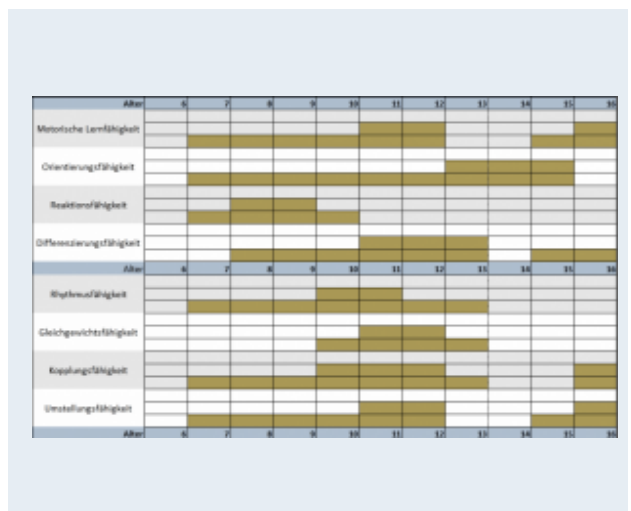 Alter 6 7 8 9 10 11 12 13 14 15 16
Motorische Lernfähigkeit
Orientierungsfähigkeit
Reaktionsfähigkeit
Differenzierungsfähigkeit
Alter 6 7 8 9 10 11 12 13 14 15 16
Rhythmusfähigkeit
Gleichgewichtsfähigkeit
Kopplungsfähigkeit
Umstellungsfähigkeit
Alter 6 7 8 9 10 11 12 13 14 15 16